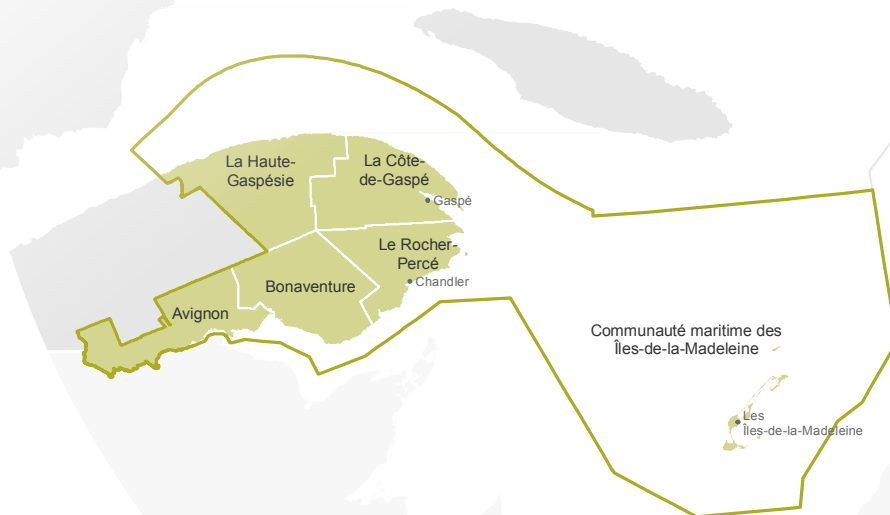 La Haute-
Gaspésie
La Côte-
de-Gaspé
Gaspé
Le Rocher-
Percé
Chandler
Bonaventure
Avignon
Communauté maritime des
Îles-de-la-Madeleine
Les
Îles-de-la-Madeleine